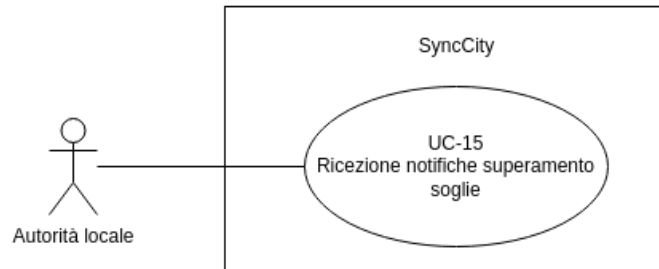 SyncCity
UC-15
Ricezione notifiche superamento
soglie
Autorità locale